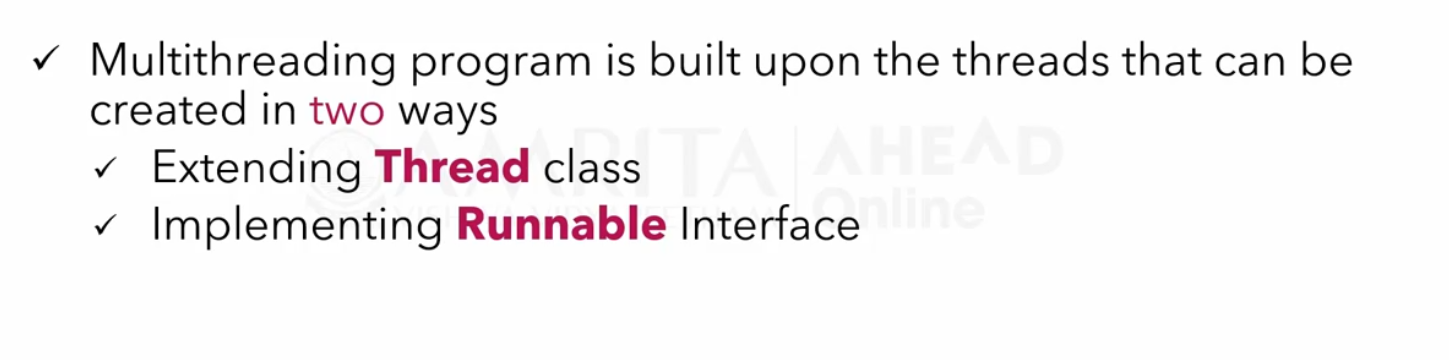 ✓ Multithreading program is built upon the threads that can be
created in two ways
✓ Extending Thread class
✓ Implementing Runnable Interface
AMRITA AHEAD
Online